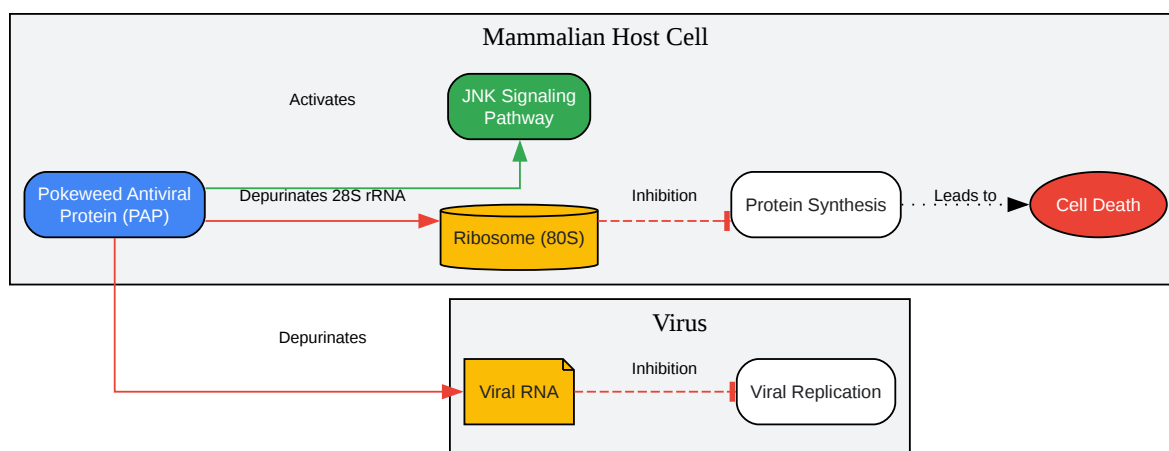 Mammalian Host Cell
Activates
JNK Signaling
Pathway
Pokeweed Antiviral
Protein (PAP)
Depurinates 28S rRNA
Ribosome (80S)
Inhibition
Protein Synthesis
Leads to
Cell Death
Virus
Depurinates
Viral RNA
Inhibition
Viral Replication